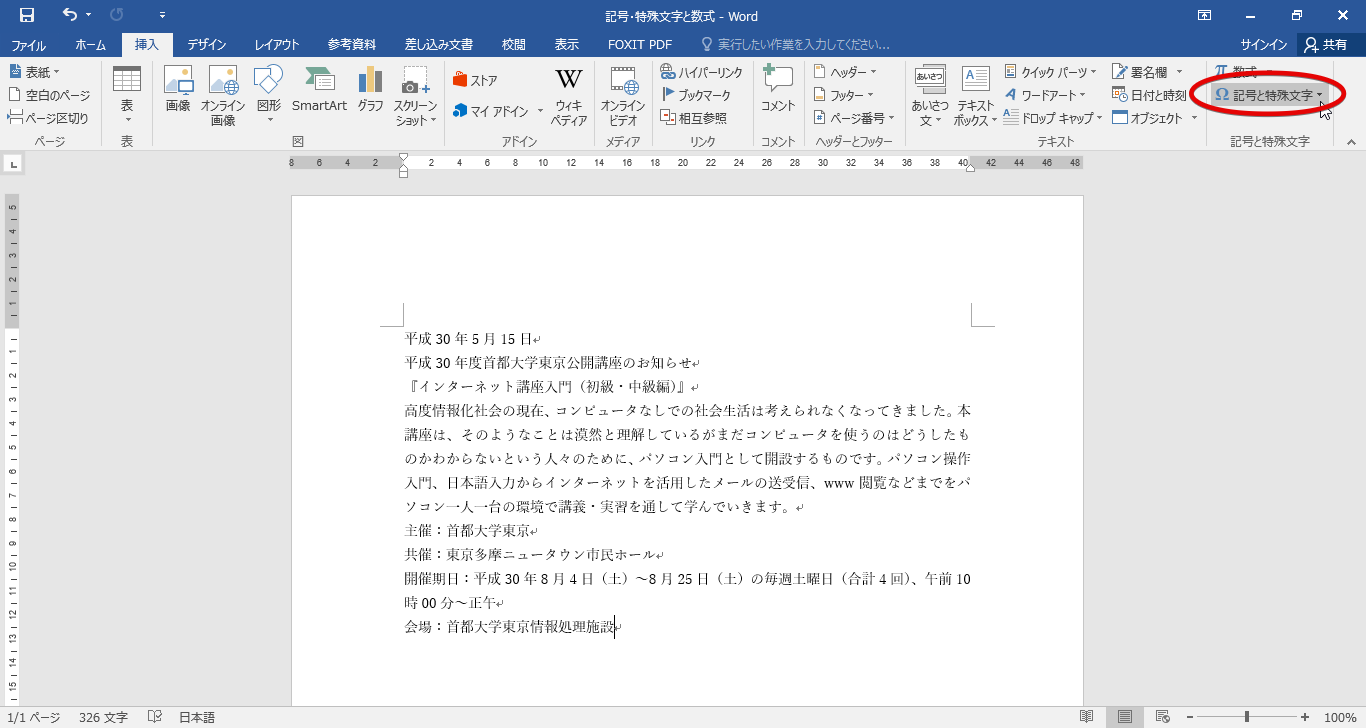 記号・特殊文字と数式 - Word
ファイル ホーム 挿入 デザイン レイアウト 参考資料 差し込み文書 校閲 表示 FOXIT PDF 実行したい作業を入力してください... サインイン 共有
表紙
空白のページ
ページ区切り
ページ
表
表
画像
オンライン
画像
図形
SmartArt
グラフ
スクリーン
ショット
図
ストア
マイ アドイン
W
ウィキ
ペディア
アドイン
オンライン
ビデオ
メディア
ハイパーリンク
ブックマーク
相互参照
リンク
コメント
コメント
ヘッダー
フッター
ページ番号
ヘッダーとフッター
あいさつ
あいさつ
文
A
テキスト
ボックス
クイック パーツ
ワードアート
ドロップ キャップ
署名欄
日付と時刻
オブジェクト
テキスト
π 数式
Ω 記号と特殊文字
記号と特殊文字
L
8 6 4 2 2 4 6 8 10 12 14 16 18 20 22 24 26 28 30 32 34 36 38 40 42 44 46 48
5
4
3
2
1
1
2
3
4
5
6
7
8
9
10
11
12
13
14
15
平成 30 年 5 月 15 日
平成 30 年度首都大学東京公開講座のお知らせ
『インターネット講座入門（初級・中級編）』
高度情報化社会の現在、コンピュータなしでの社会生活は考えられなくなってきました。本
講座は、そのようなことは漠然と理解しているがまだコンピュータを使うのはどうしたも
のかわからないという人々のために、パソコン入門として開設するものです。パソコン操作
入門、日本語入力からインターネットを活用したメールの送受信、www 閲覧などまでをパ
ソコン一人一台の環境で講義・実習を通して学んでいきます。
主催：首都大学東京
共催：東京多摩ニュータウン市民ホール
開催期日：平成 30 年 8 月 4 日（土）～8 月 25 日（土）の毎週土曜日（合計 4 回）、午前 10
時 00 分～正午
会場：首都大学東京情報処理施設
1/1 ページ 326 文字 日本語 100%